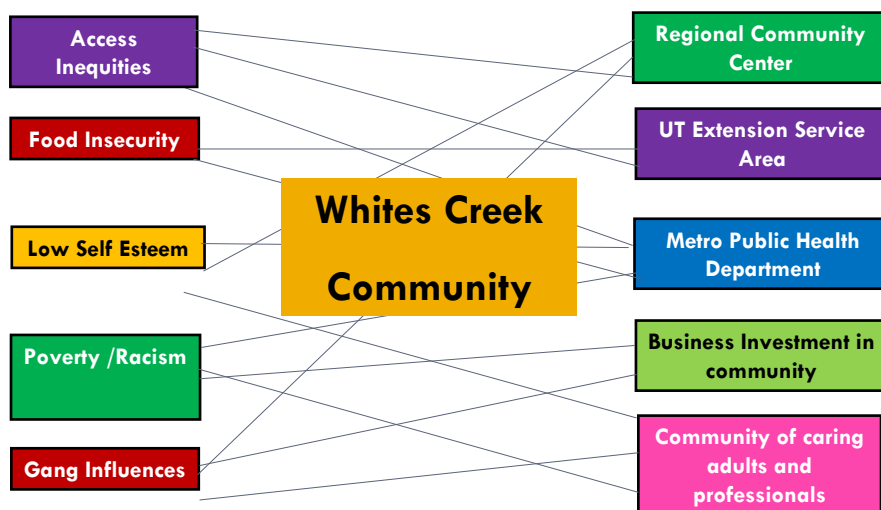 Access
Inequities
Food Insecurity
Low Self Esteem
Poverty /Racism
Gang Influences
Whites Creek
Community
Regional Community
Center
UT Extension Service
Area
Metro Public Health
Department
Business Investment in
community
Community of caring
adults and
professionals